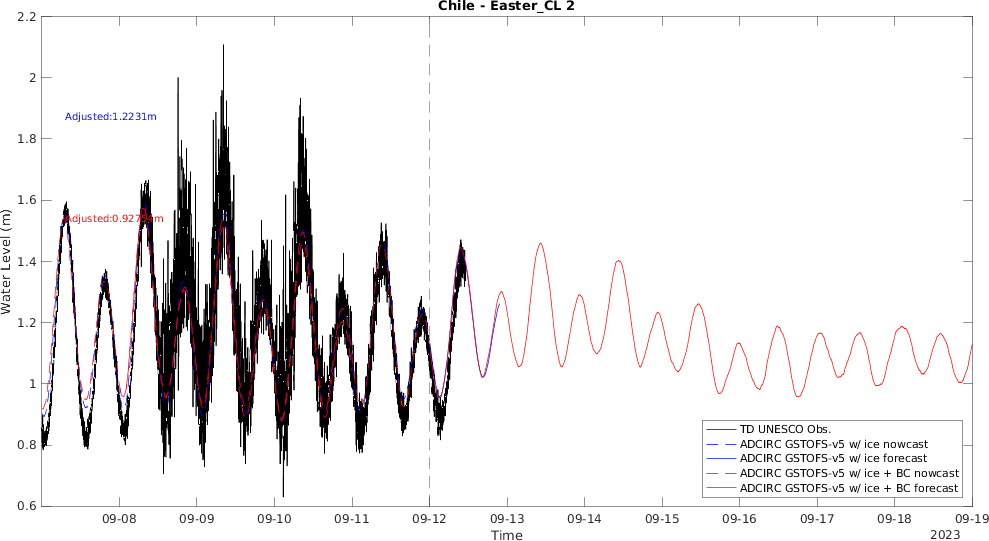 Chile - Easter_CL 2
2.2
2
1.8
1.6
1.4
1.2
1
0.8
0.6
Water Level (m)
Adjusted:1.2231m
TD UNESCO Obs.
ADCIRC GSTOFS-v5 w/ ice nowcast
ADCIRC GSTOFS-v5 w/ ice forecast
ADCIRC GSTOFS-v5 w/ ice + BC nowcast
ADCIRC GSTOFS-v5 w/ ice + BC forecast
09-08 09-09 09-10 09-11 09-12 09-13 09-14 09-15 09-16 09-17 09-18 09-19
Time
2023